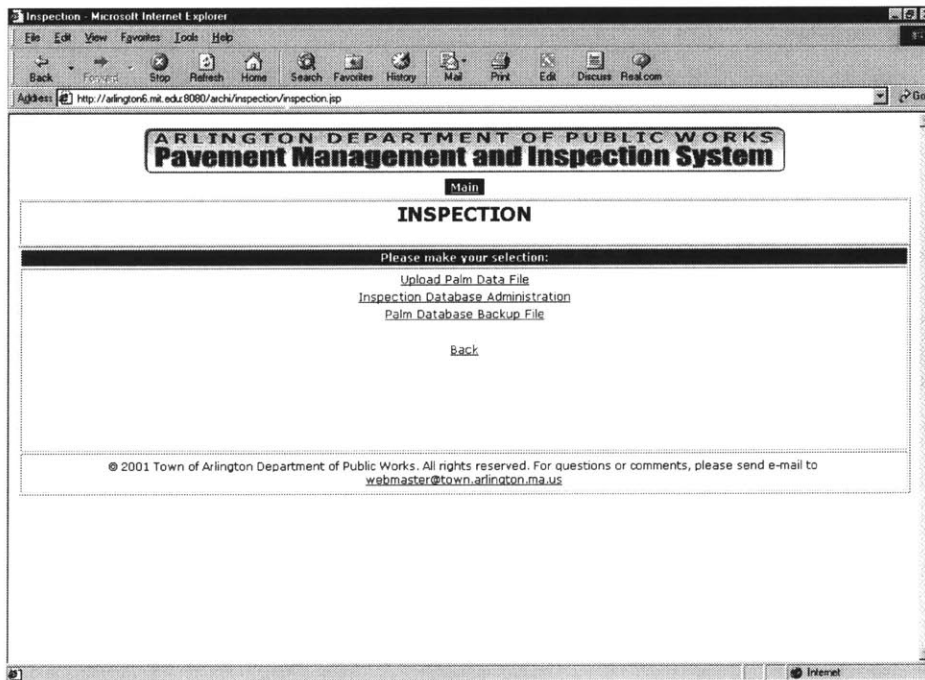 Inspection - Microsoft Internet Explorer
File Edit View Favorites Tools Help
Back Forward Stop Refresh Home Search Favorites History Mail Print Edit Discuss Real.com
Address http://arlington6.mit.edu:8080/archi/inspection/inspection.jsp Go
ARLINGTON DEPARTMENT OF PUBLIC WORKS
Pavement Management and Inspection System
Main
INSPECTION
Please make your selection:
Upload Palm Data File
Inspection Database Administration
Palm Database Backup File
Back
© 2001 Town of Arlington Department of Public Works. All rights reserved. For questions or comments, please send e-mail to
webmaster@town.arlington.ma.us
Internet